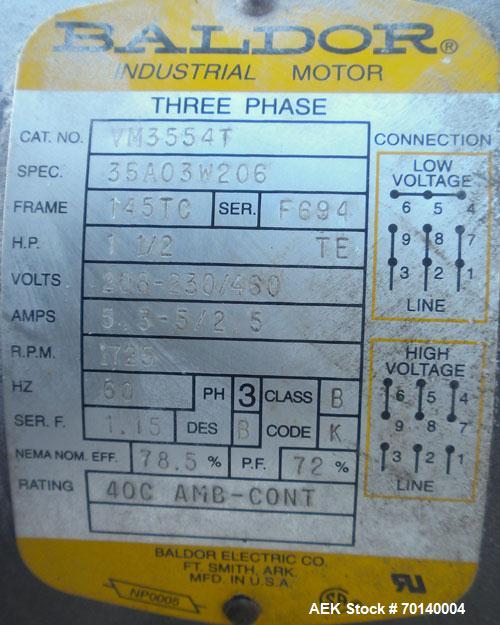 BALDOR®
INDUSTRIAL MOTOR
THREE PHASE
CAT. NO. VM3554T
SPEC. 35A03W206
FRAME 145TC SER. F694
H.P. 1 1/2 TE
VOLTS 208-230/460
AMPS 5.3-5/2.5
R.P.M. 1725
HZ 60 PH 3 CLASS B
SER. F. 1.15 DES B CODE K
NEMA NOM. EFF. 78.5 % P.F. 72 %
RATING 40C AMB-CONT
CONNECTION
LOW
VOLTAGE
6 5 4
9 8 7
3 2 1
LINE
HIGH
VOLTAGE
6 5 4
9 8 7
3 2 1
LINE
BALDOR ELECTRIC CO.
FT. SMITH, ARK.
MFD. IN U.S.A.
NP0005
AEK Stock # 70140004